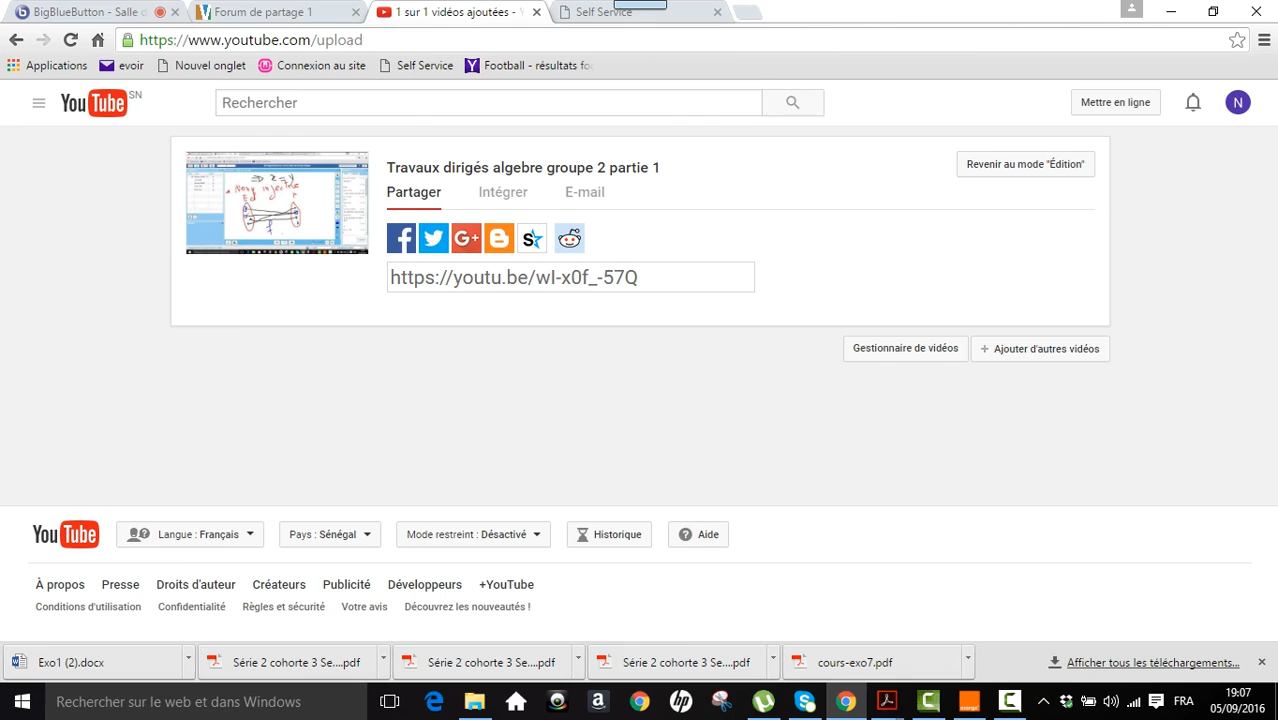 BigBlueButton - Salle d
Forum de partage 1
1 sur 1 vidéos ajoutées -
Self Service
https://www.youtube.com/upload
Applications
evoir
Nouvel onglet
Connexion au site
Self Service
Football - résultats fo
YouTube SN
Rechercher
Mettre en ligne
N
Travaux dirigés algebre groupe 2 partie 1
Revenir au mode "Édition"
Partager
Intégrer
E-mail
https://youtu.be/wI-x0f_-57Q
Gestionnaire de vidéos
+ Ajouter d'autres vidéos
YouTube
Langue : Français
Pays : Sénégal
Mode restreint : Désactivé
Historique
Aide
À propos
Presse
Droits d'auteur
Créateurs
Publicité
Développeurs
+YouTube
Conditions d'utilisation
Confidentialité
Règles et sécurité
Votre avis
Découvrez les nouveautés !
Exo1 (2).docx
Série 2 cohorte 3 Se....pdf
Série 2 cohorte 3 Se....pdf
Série 2 cohorte 3 Se....pdf
cours-exo7.pdf
Afficher tous les téléchargements...
Rechercher sur le web et dans Windows
FRA
19:07
05/09/2016